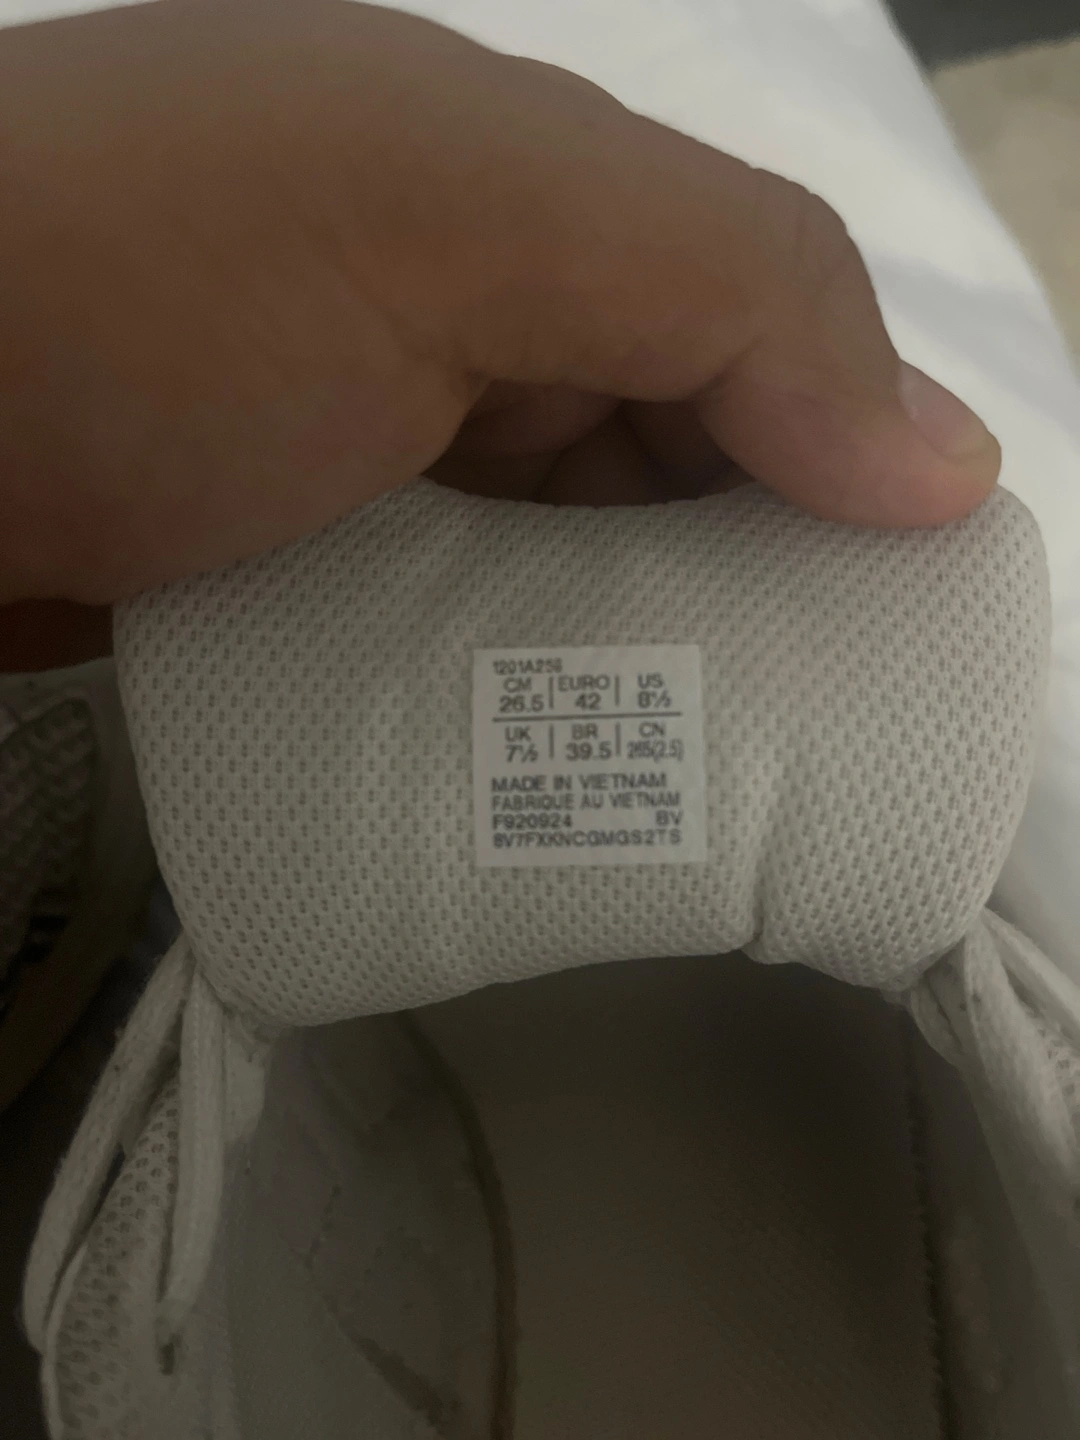 1201A256
CM | EURO | US
26.5 | 42 | 8½
UK | BR | CN
7½ | 39.5 | 265(2.5)
MADE IN VIETNAM
FABRIQUE AU VIETNAM
F920924 BV
8V7FXKNCGMGS2TS